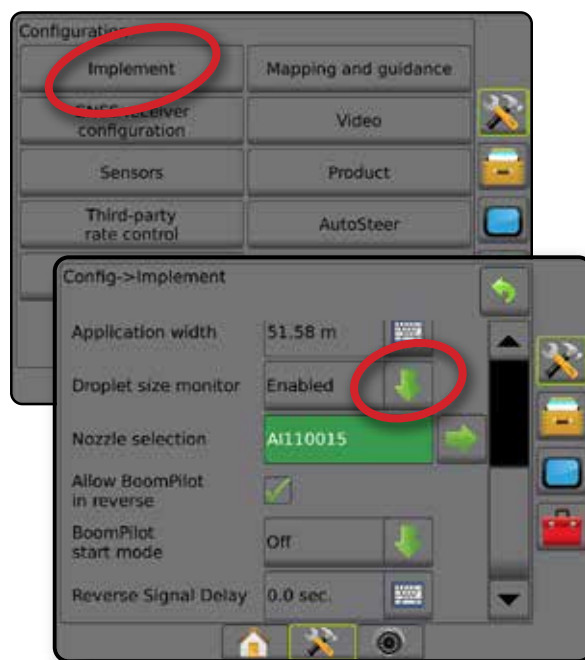 Configuration
Implement
Mapping and guidance
receiver
configuration
Video
Sensors
Product
Third-party
rate control
AutoSteer
Config->Implement
Application width
51.58 m
Droplet size monitor
Enabled
Nozzle selection
AI110015
Allow BoomPilot
in reverse
BoomPilot
start mode
Off
Reverse Signal Delay
0.0 sec.